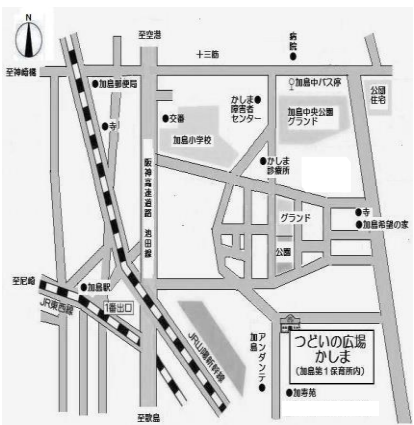 N
至空港
病院
十三筋
至神崎橋
加島郵便局
加島中バス停
公団
住宅
かしま
障害者
センター
加島中央公園
グランド
交番
寺
加島小学校
かしま
診療所
阪神高速道路 池田線
グランド
寺
加島希望の家
公園
至尼崎
加島駅
JR東西線
1番出口
JR山陽新幹線
アンダンテ
加島
つどいの広場
かしま
(加島第1保育所内)
加寿苑
至歌島